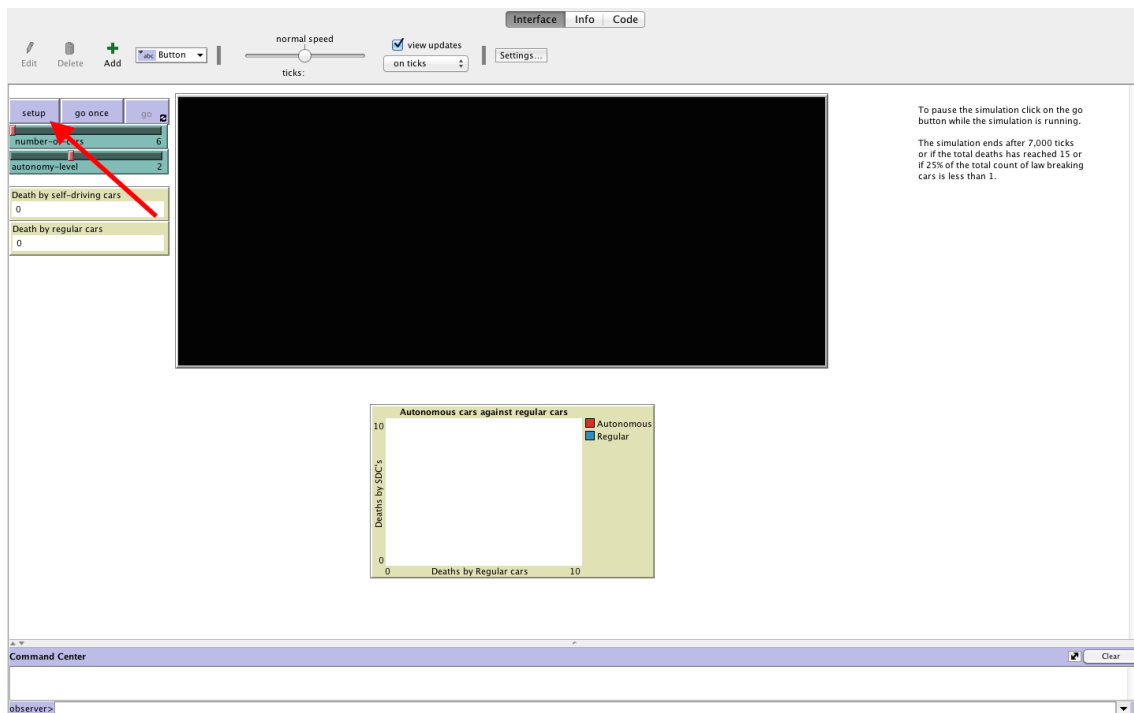 Interface Info Code
Edit Delete Add abc Button normal speed view updates
on ticks Settings...
ticks:
setup go once go
number-of-cars 6
autonomy-level 2
Death by self-driving cars
0
Death by regular cars
0
To pause the simulation click on the go
button while the simulation is running.
The simulation ends after 7,000 ticks
or if the total deaths has reached 15 or
if 25% of the total count of law breaking
cars is less than 1.
Autonomous cars against regular cars
10
Deaths by SDC's
0
0 Deaths by Regular cars 10
Autonomous
Regular
Command Center Clear
observer>